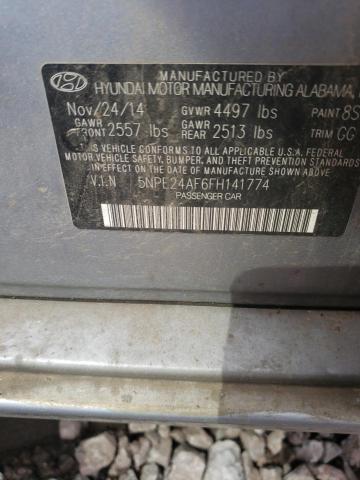 MANUFACTURED BY
HYUNDAI MOTOR MANUFACTURING ALABAMA,
Nov/24/14 GVWR 4497 lbs PAINT 8S
GAWR FRONT 2557 lbs GAWR REAR 2513 lbs TRIM GG
THIS VEHICLE CONFORMS TO ALL APPLICABLE U.S.A. FEDERAL
MOTOR VEHICLE SAFETY, BUMPER, AND THEFT PREVENTION
STANDARDS IN EFFECT ON THE DATE OF MANUFACTURE SHOWN
ABOVE.
V.I.N 5NPE24AF6FH141774
PASSENGER CAR